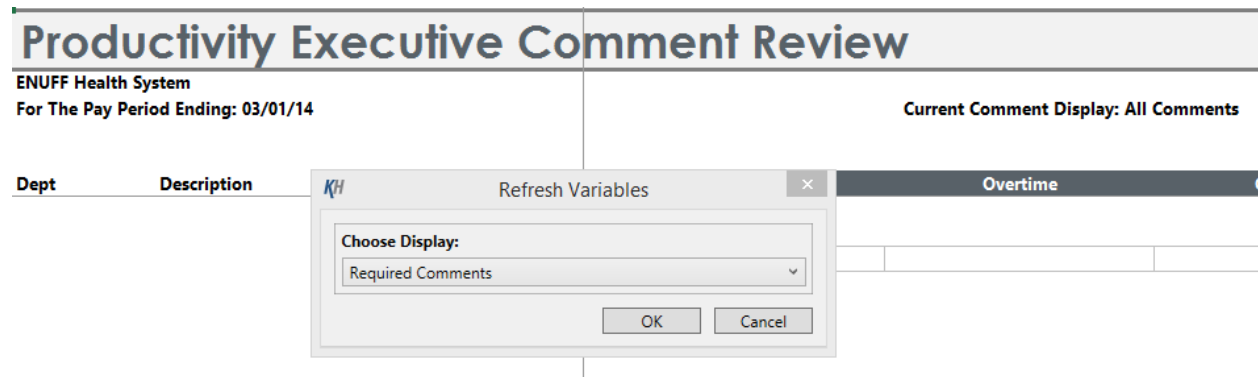 Productivity Executive Comment Review
ENUFF Health System
For The Pay Period Ending: 03/01/14
Current Comment Display: All Comments
Dept Description Overtime
KH Refresh Variables
Choose Display:
Required Comments
OK Cancel